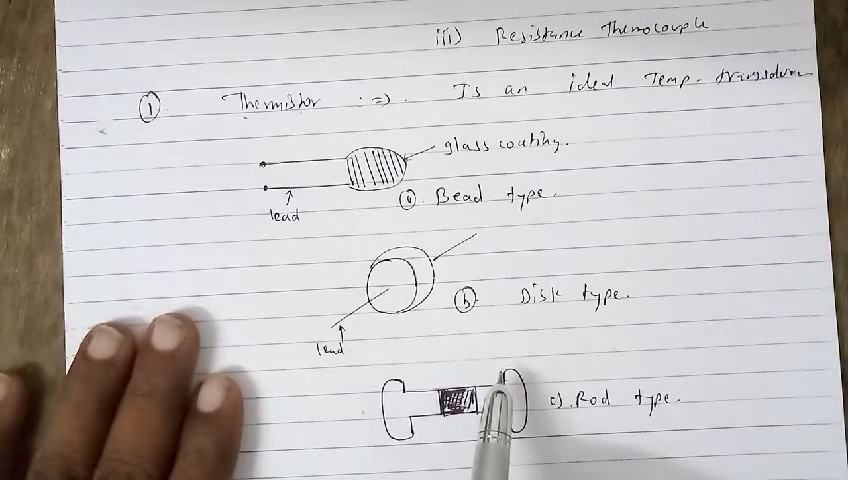 iii) Resistance Thermocouple
① Thermistor :⇒). Is an ideal Temp. transducer
glass coating.
lead
ⓐ. Bead type.
ⓑ Disk type.
lead
c). Rod type.